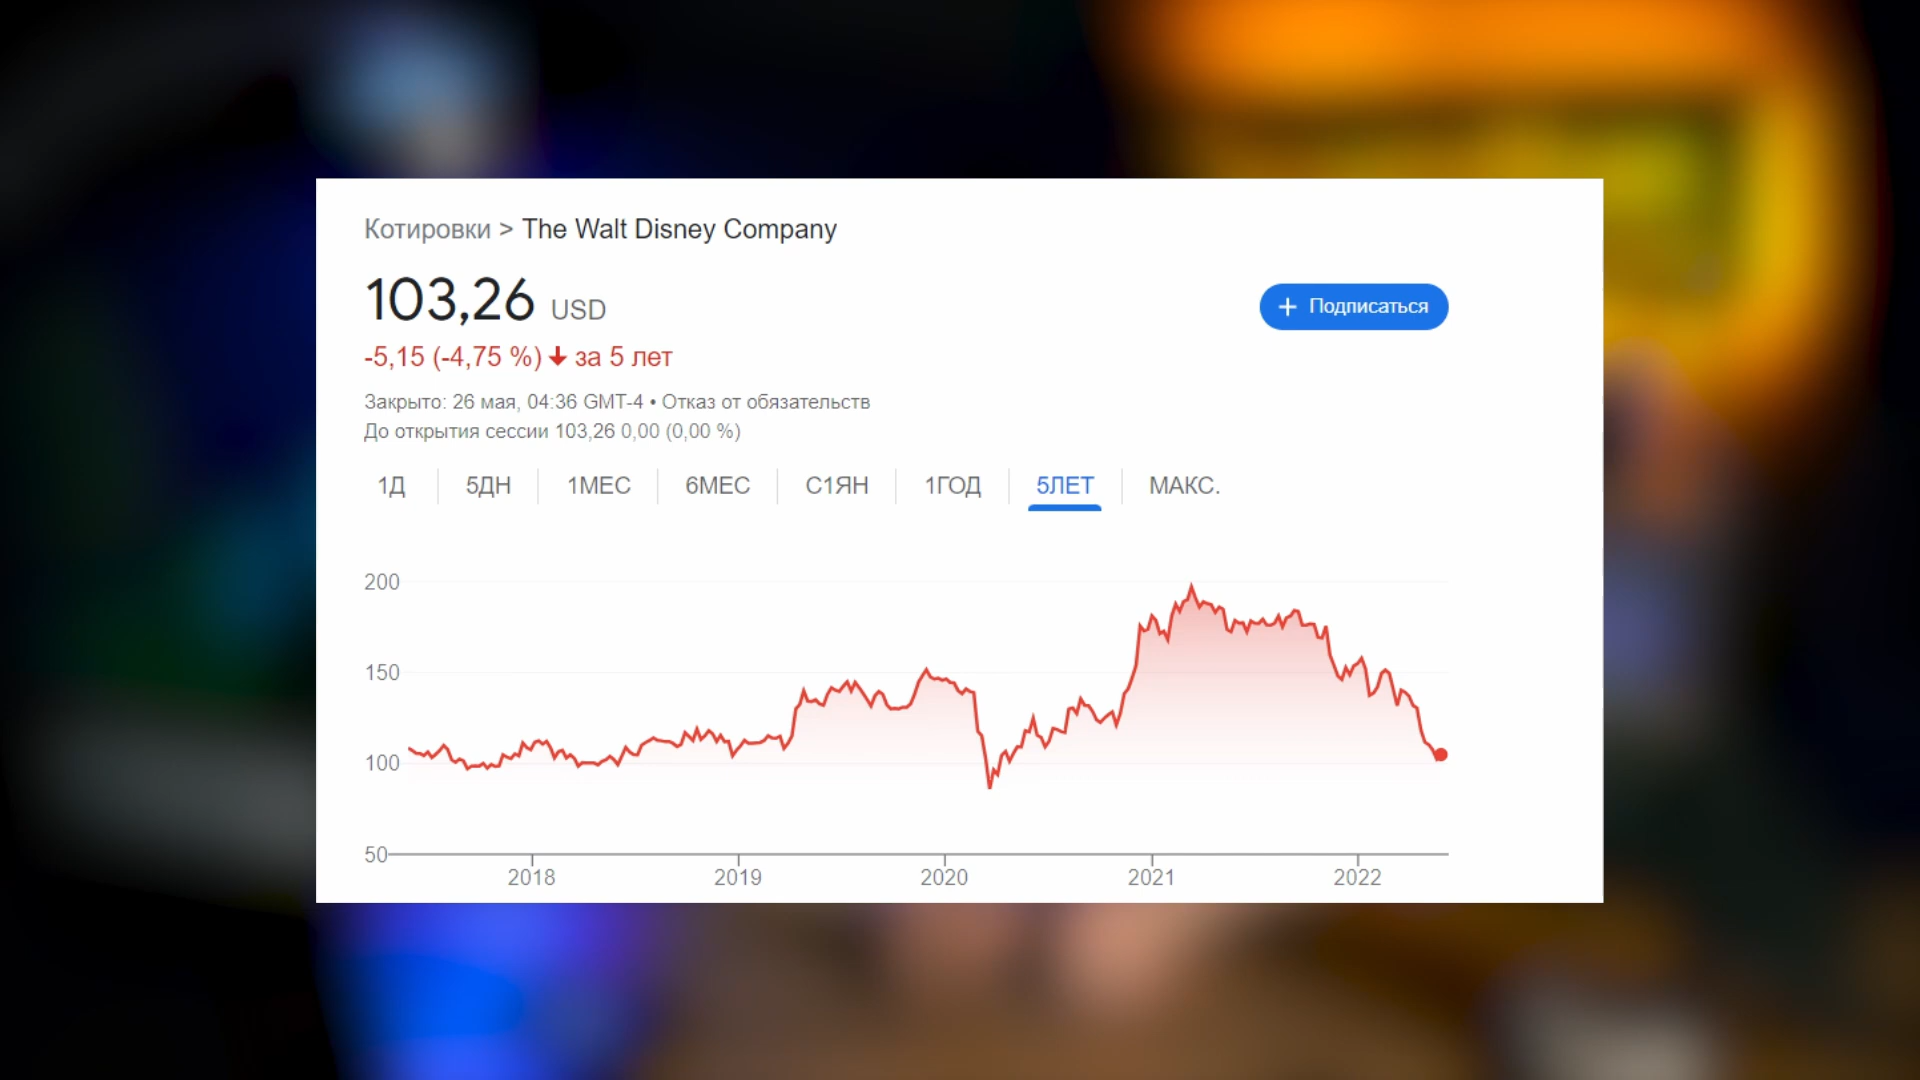 Котировки > The Walt Disney Company
103,26 USD
+ Подписаться
-5,15 (-4,75 %) ↓ за 5 лет
Закрыто: 26 мая, 04:36 GMT-4 • Отказ от обязательств
До открытия сессии 103,26 0,00 (0,00 %)
1Д 5ДН 1МЕС 6МЕС С1ЯН 1ГОД 5ЛЕТ МАКС.
200
150
100
50
2018 2019 2020 2021 2022